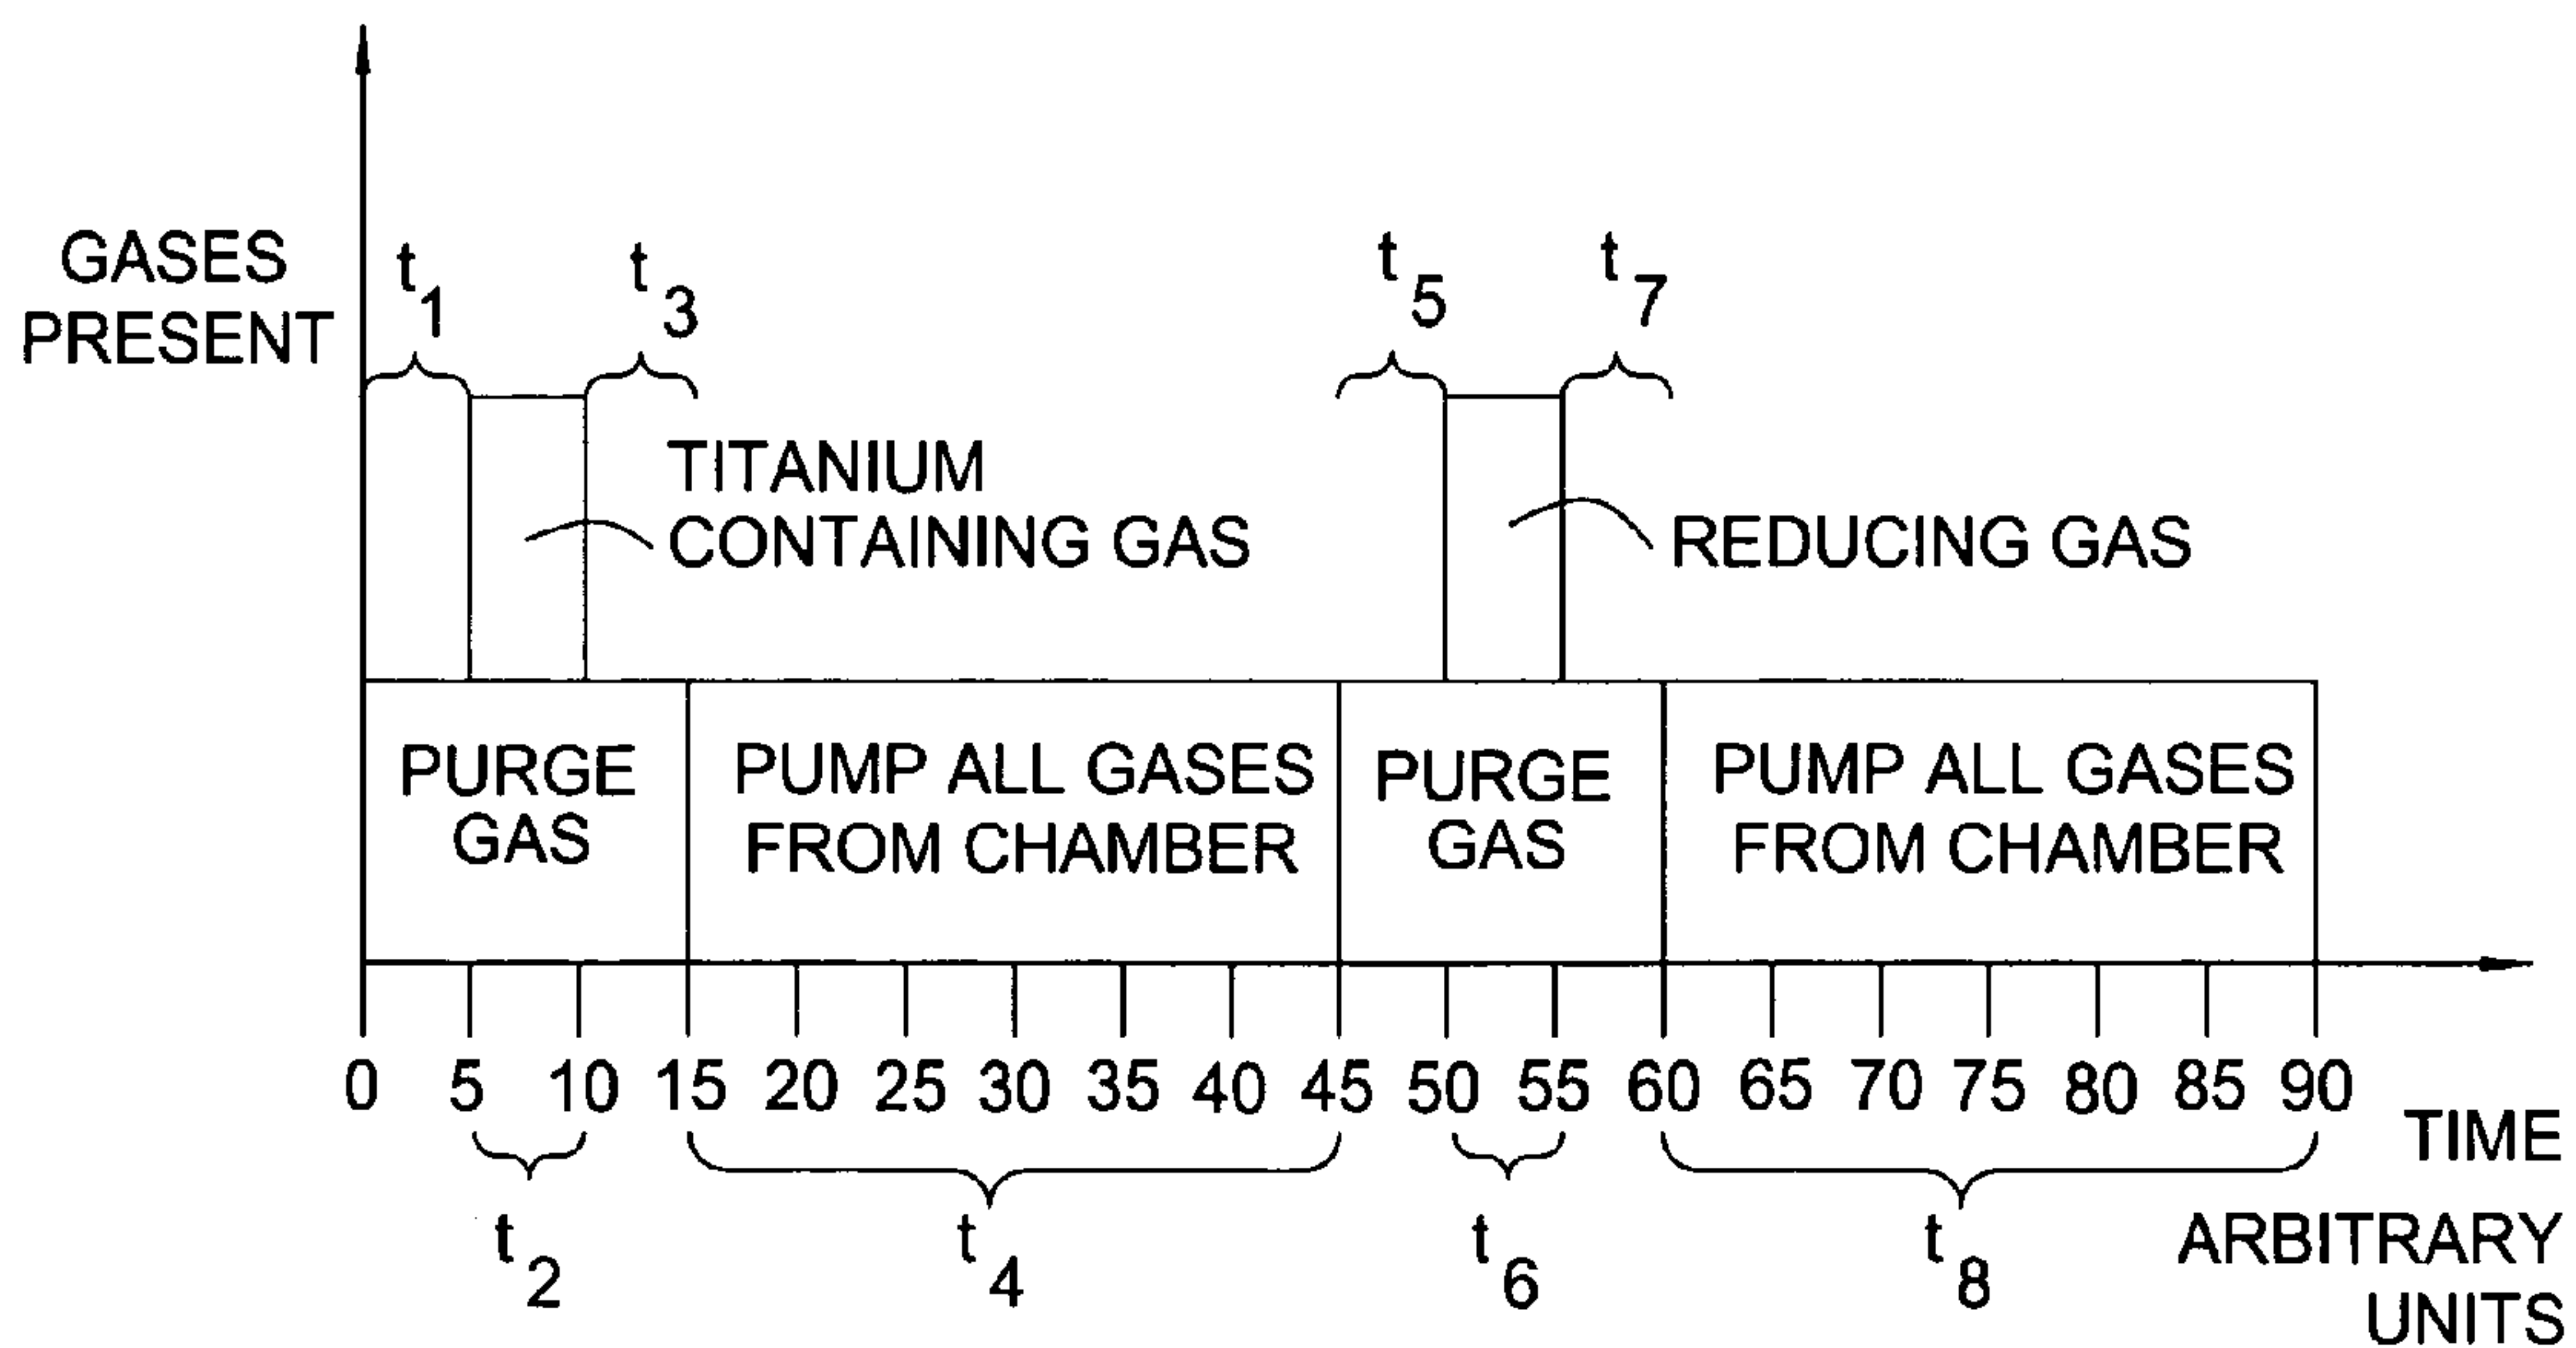 GASES
PRESENT
t1
t3
t5
t7
TITANIUM
CONTAINING GAS
REDUCING GAS
PURGE
GAS
PUMP ALL GASES
FROM CHAMBER
PURGE
GAS
PUMP ALL GASES
FROM CHAMBER
0 5 10 15 20 25 30 35 40 45 50 55 60 65 70 75 80 85 90
TIME
ARBITRARY
UNITS
t2
t4
t6
t8